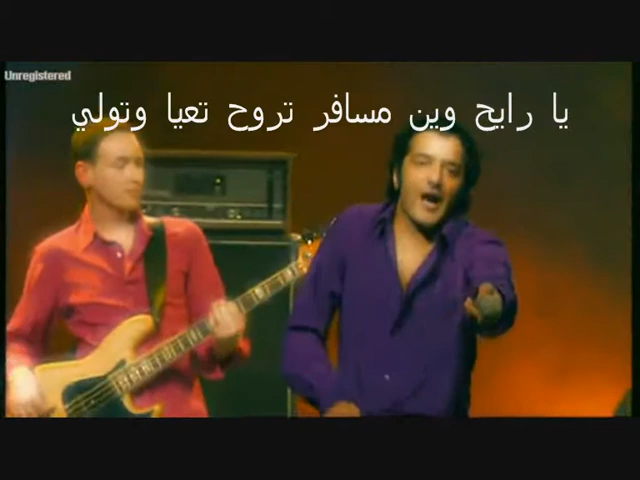 Unregistered
يا رايح وين مسافر تروح تعيا وتولي